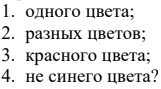 1. одного цвета;
2. разных цветов;
3. красного цвета;
4. не синего цвета?